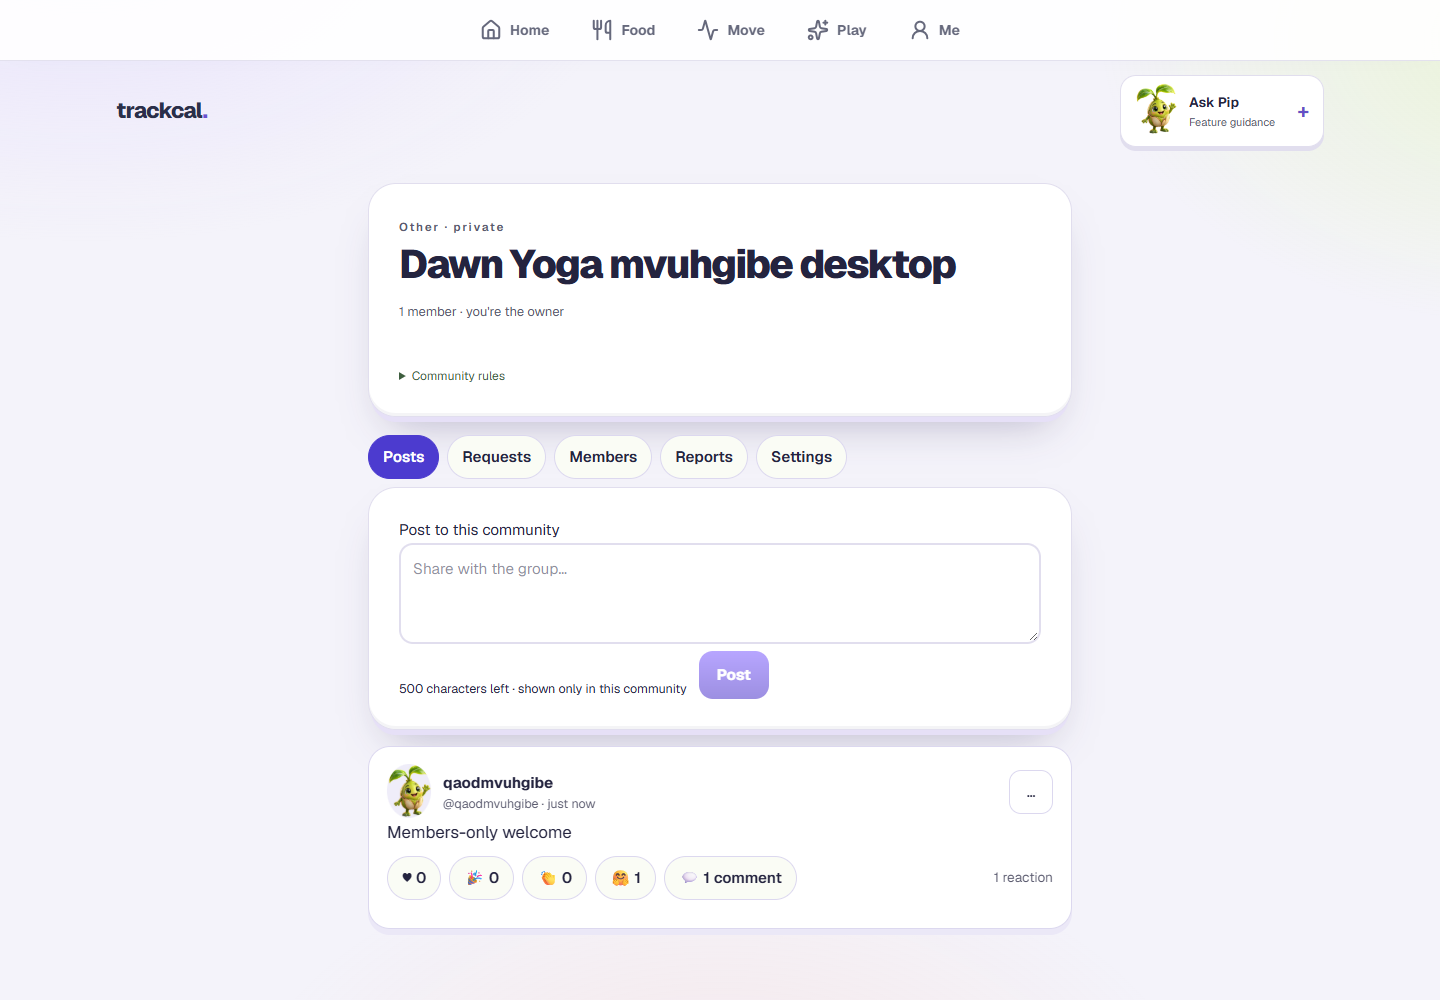 Home Food Move Play Me
trackcal.
Ask Pip
Feature guidance
+
Other · private
Dawn Yoga mvuhgibe desktop
1 member · you're the owner
Community rules
Posts Requests Members Reports Settings
Post to this community
Share with the group...
500 characters left · shown only in this community
Post
qaodmvuhgibe
@qaodmvuhgibe · just now
...
Members-only welcome
♥ 0 🎉 0 👏 0 🤗 1 💬 1 comment
1 reaction